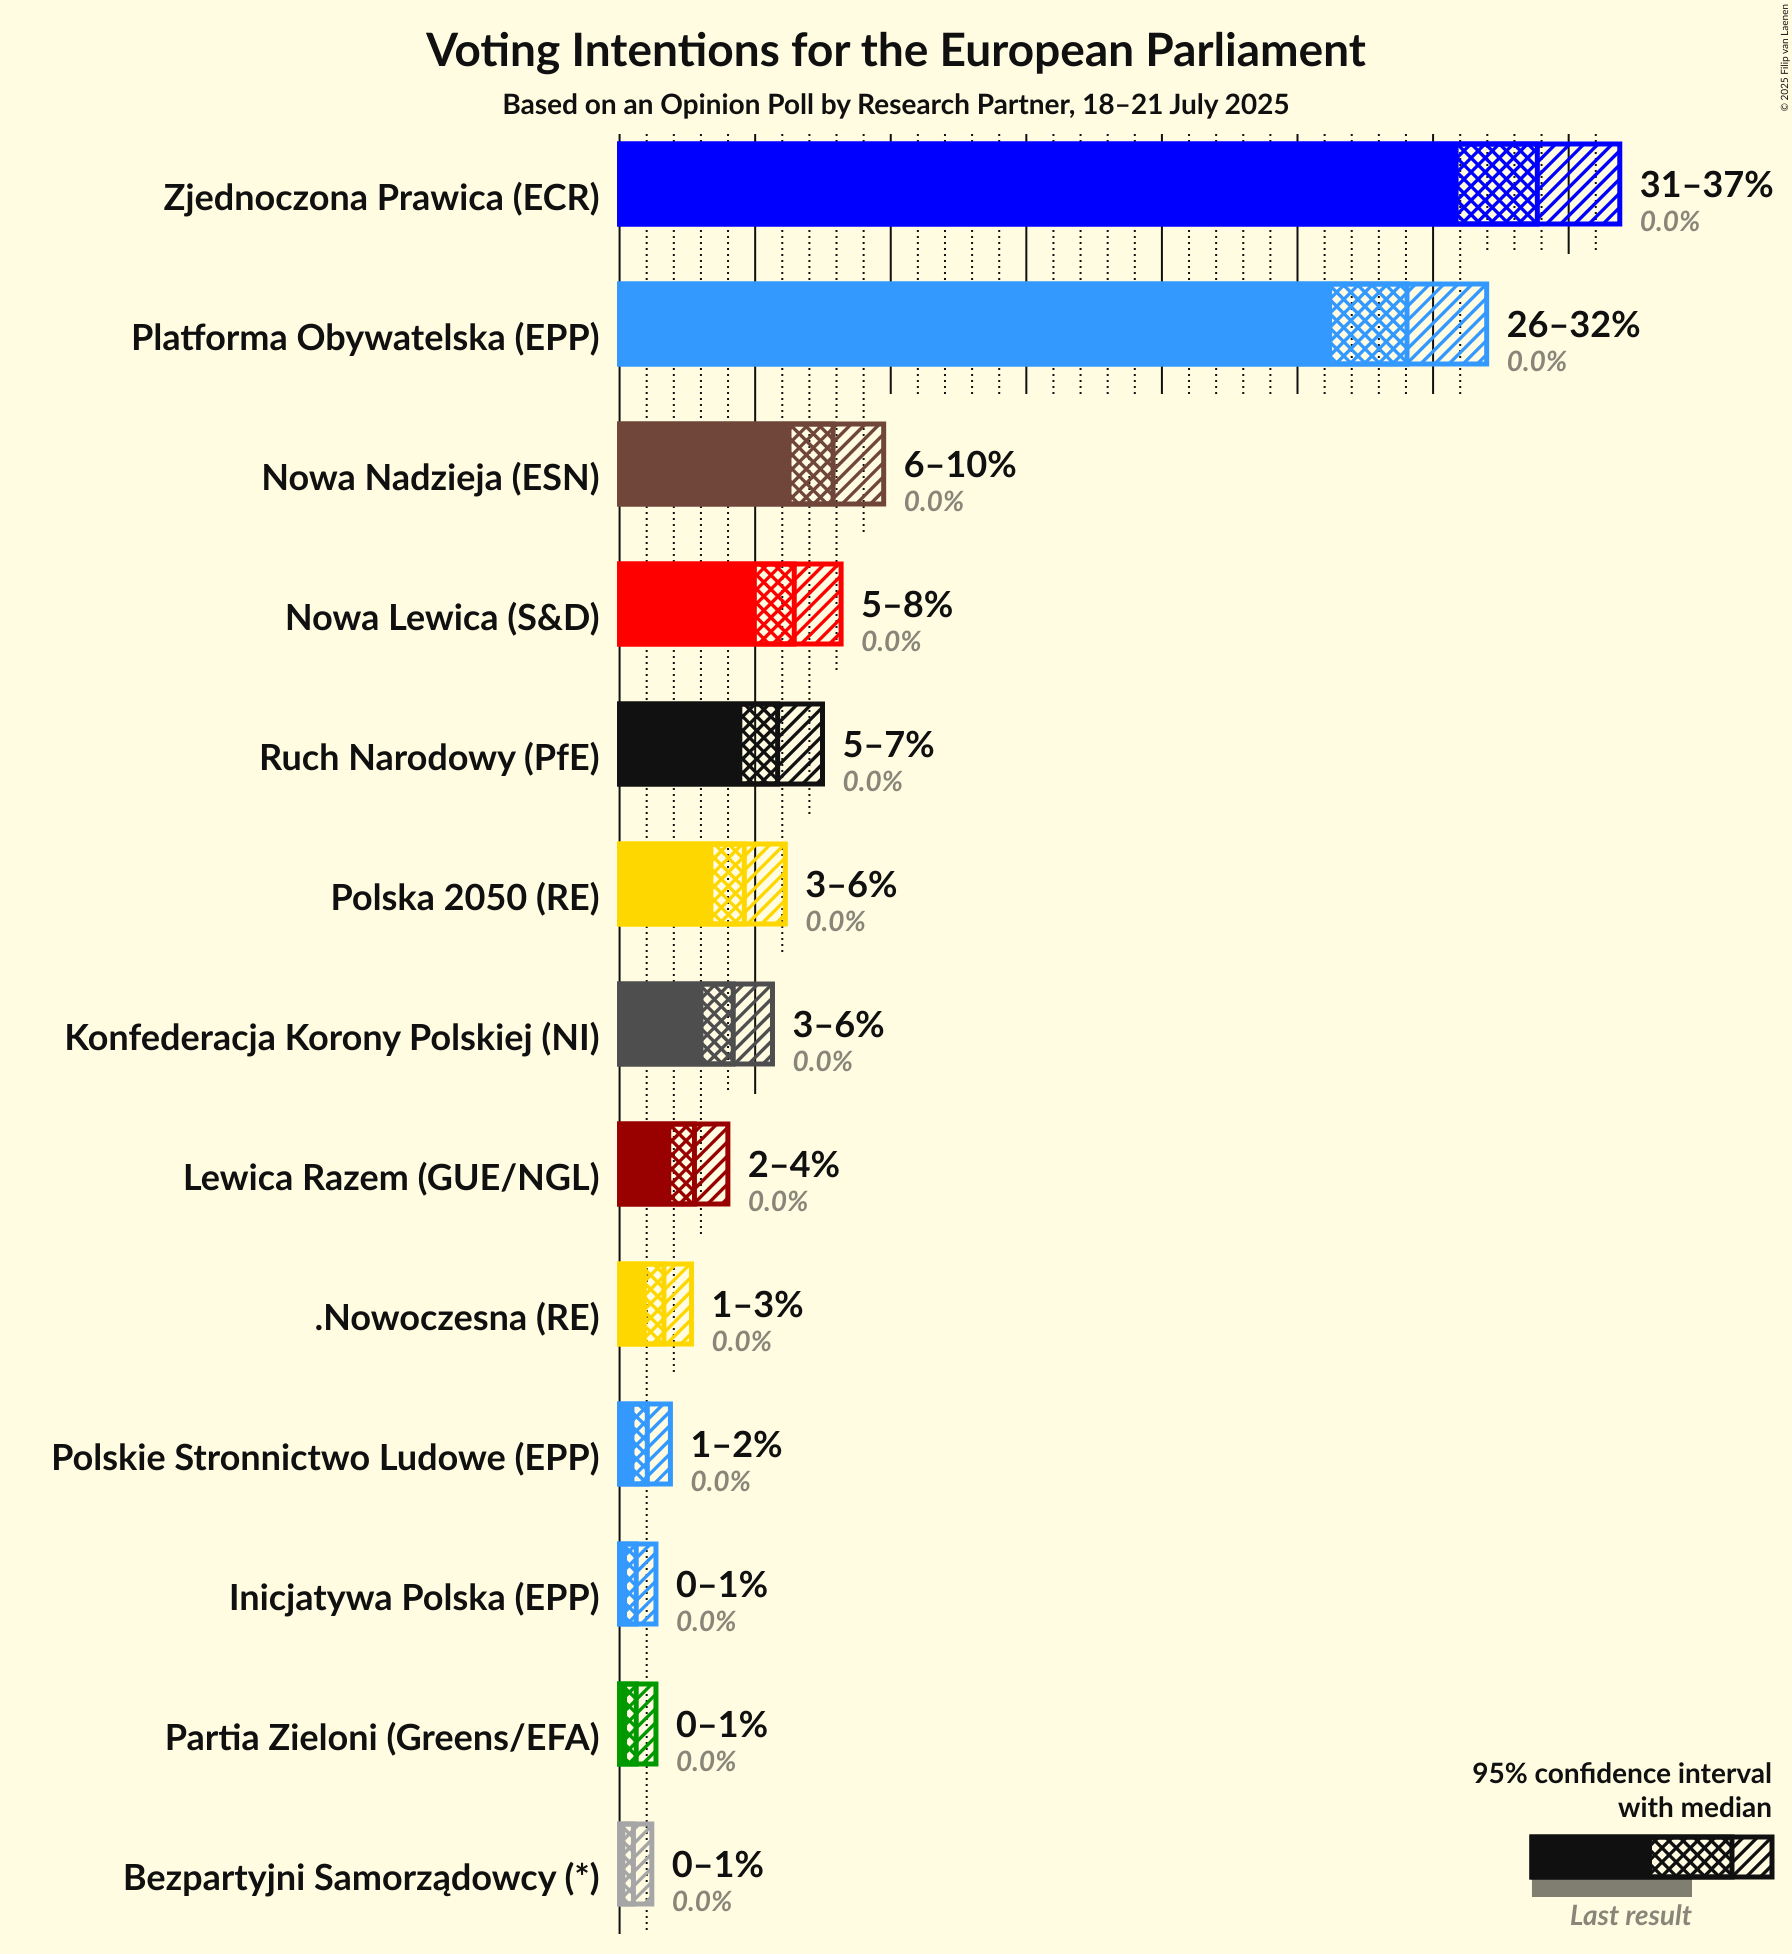 © 2025 Filip van Laenen
Voting Intentions for the European Parliament
Based on an Opinion Poll by Research Partner, 18–21 July 2025
Zjednoczona Prawica (ECR)
31–37%
0.0%
Platforma Obywatelska (EPP)
26–32%
0.0%
Nowa Nadzieja (ESN)
6–10%
0.0%
Nowa Lewica (S&D)
5–8%
0.0%
Ruch Narodowy (PfE)
5–7%
0.0%
Polska 2050 (RE)
3–6%
0.0%
Konfederacja Korony Polskiej (NI)
3–6%
0.0%
Lewica Razem (GUE/NGL)
2–4%
0.0%
.Nowoczesna (RE)
1–3%
0.0%
Polskie Stronnictwo Ludowe (EPP)
1–2%
0.0%
Inicjatywa Polska (EPP)
0–1%
0.0%
Partia Zieloni (Greens/EFA)
0–1%
0.0%
Bezpartyjni Samorządowcy (*)
0–1%
0.0%
95% confidence interval
with median
Last result